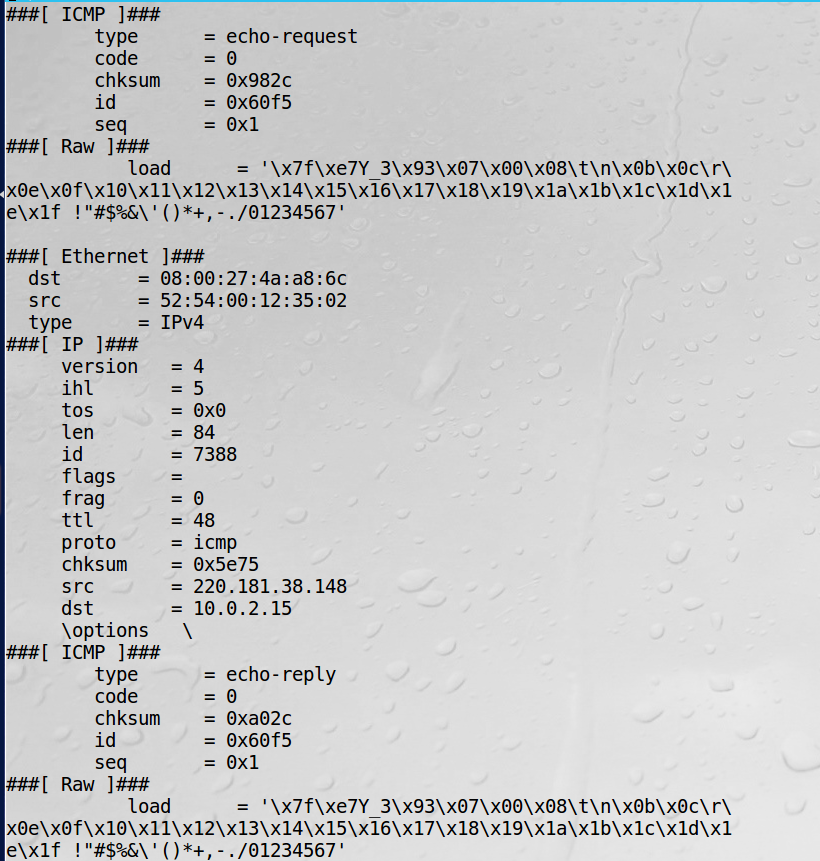 ###[ ICMP ]###
        type      = echo-request
        code      = 0
        chksum    = 0x982c
        id        = 0x60f5
        seq       = 0x1
###[ Raw ]###
           load      = '\x7f\xe7Y_3\x93\x07\x00\x08\t\n\x0b\x0c\r\
x0e\x0f\x10\x11\x12\x13\x14\x15\x16\x17\x18\x19\x1a\x1b\x1c\x1d\x1
e\x1f !"#$%&\'()*+,-./01234567'

###[ Ethernet ]###
  dst       = 08:00:27:4a:a8:6c
  src       = 52:54:00:12:35:02
  type      = IPv4
###[ IP ]###
     version   = 4
     ihl       = 5
     tos       = 0x0
     len       = 84
     id        = 7388
     flags     =
     frag      = 0
     ttl       = 48
     proto     = icmp
     chksum    = 0x5e75
     src       = 220.181.38.148
     dst       = 10.0.2.15
     \options   \
###[ ICMP ]###
        type      = echo-reply
        code      = 0
        chksum    = 0xa02c
        id        = 0x60f5
        seq       = 0x1
###[ Raw ]###
           load      = '\x7f\xe7Y_3\x93\x07\x00\x08\t\n\x0b\x0c\r\
x0e\x0f\x10\x11\x12\x13\x14\x15\x16\x17\x18\x19\x1a\x1b\x1c\x1d\x1
e\x1f !"#$%&\'()*+,-./01234567'